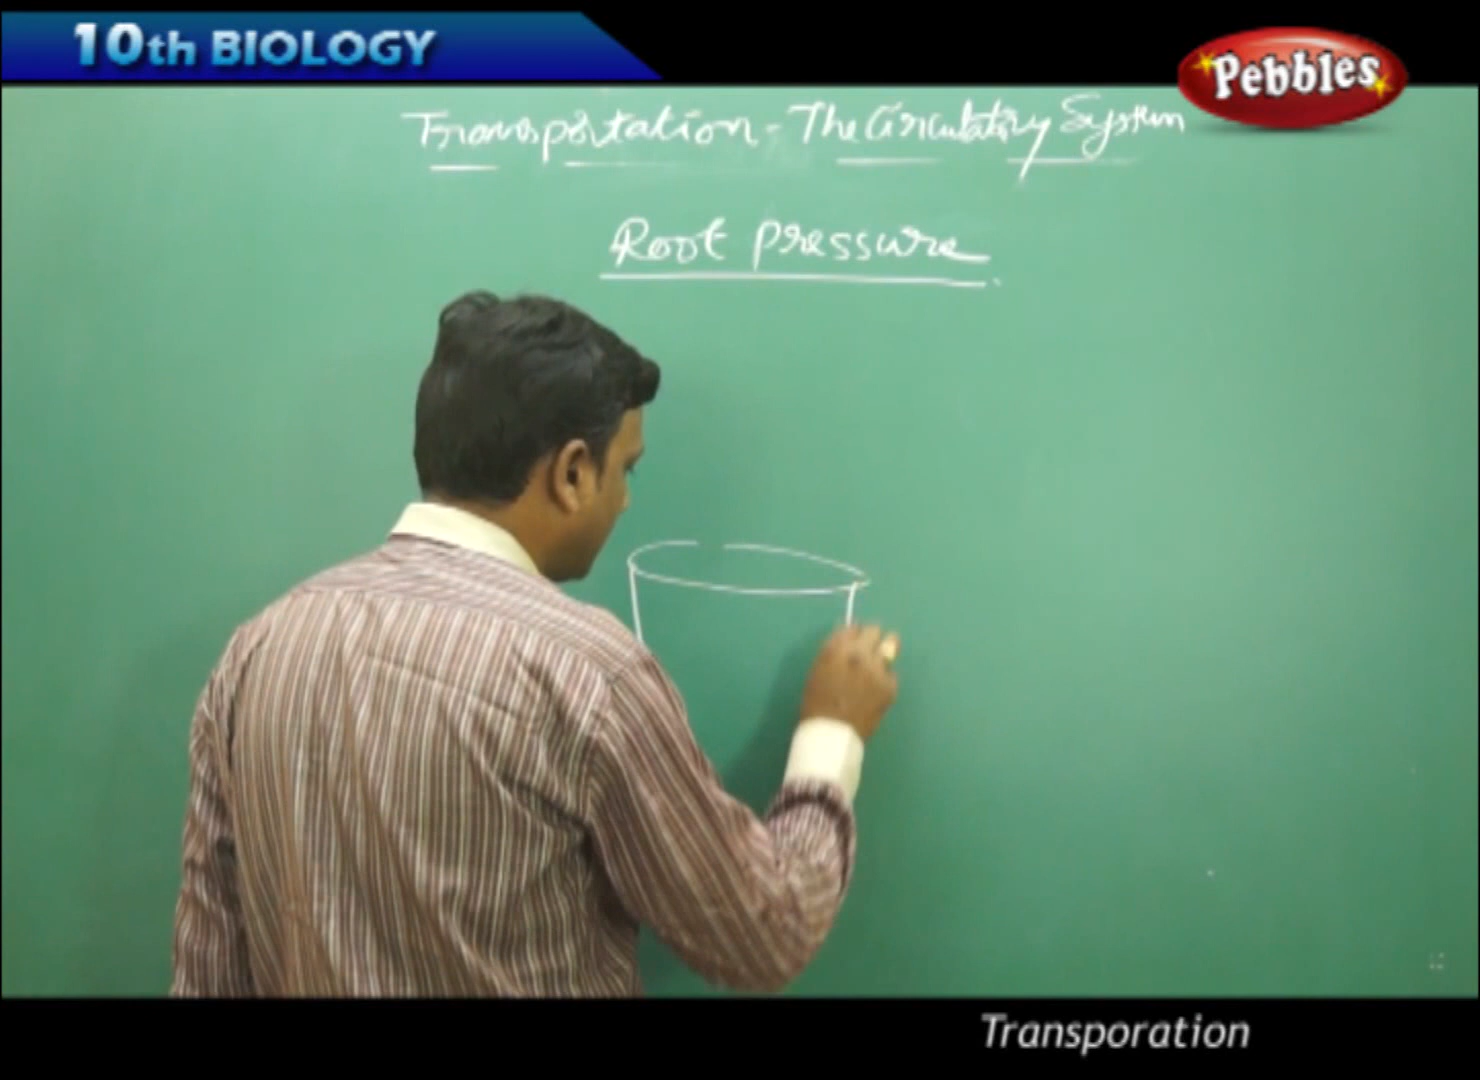 10th BIOLOGY
Pebbles
Transportation - The Circulatory System
Root Pressure
Transporation